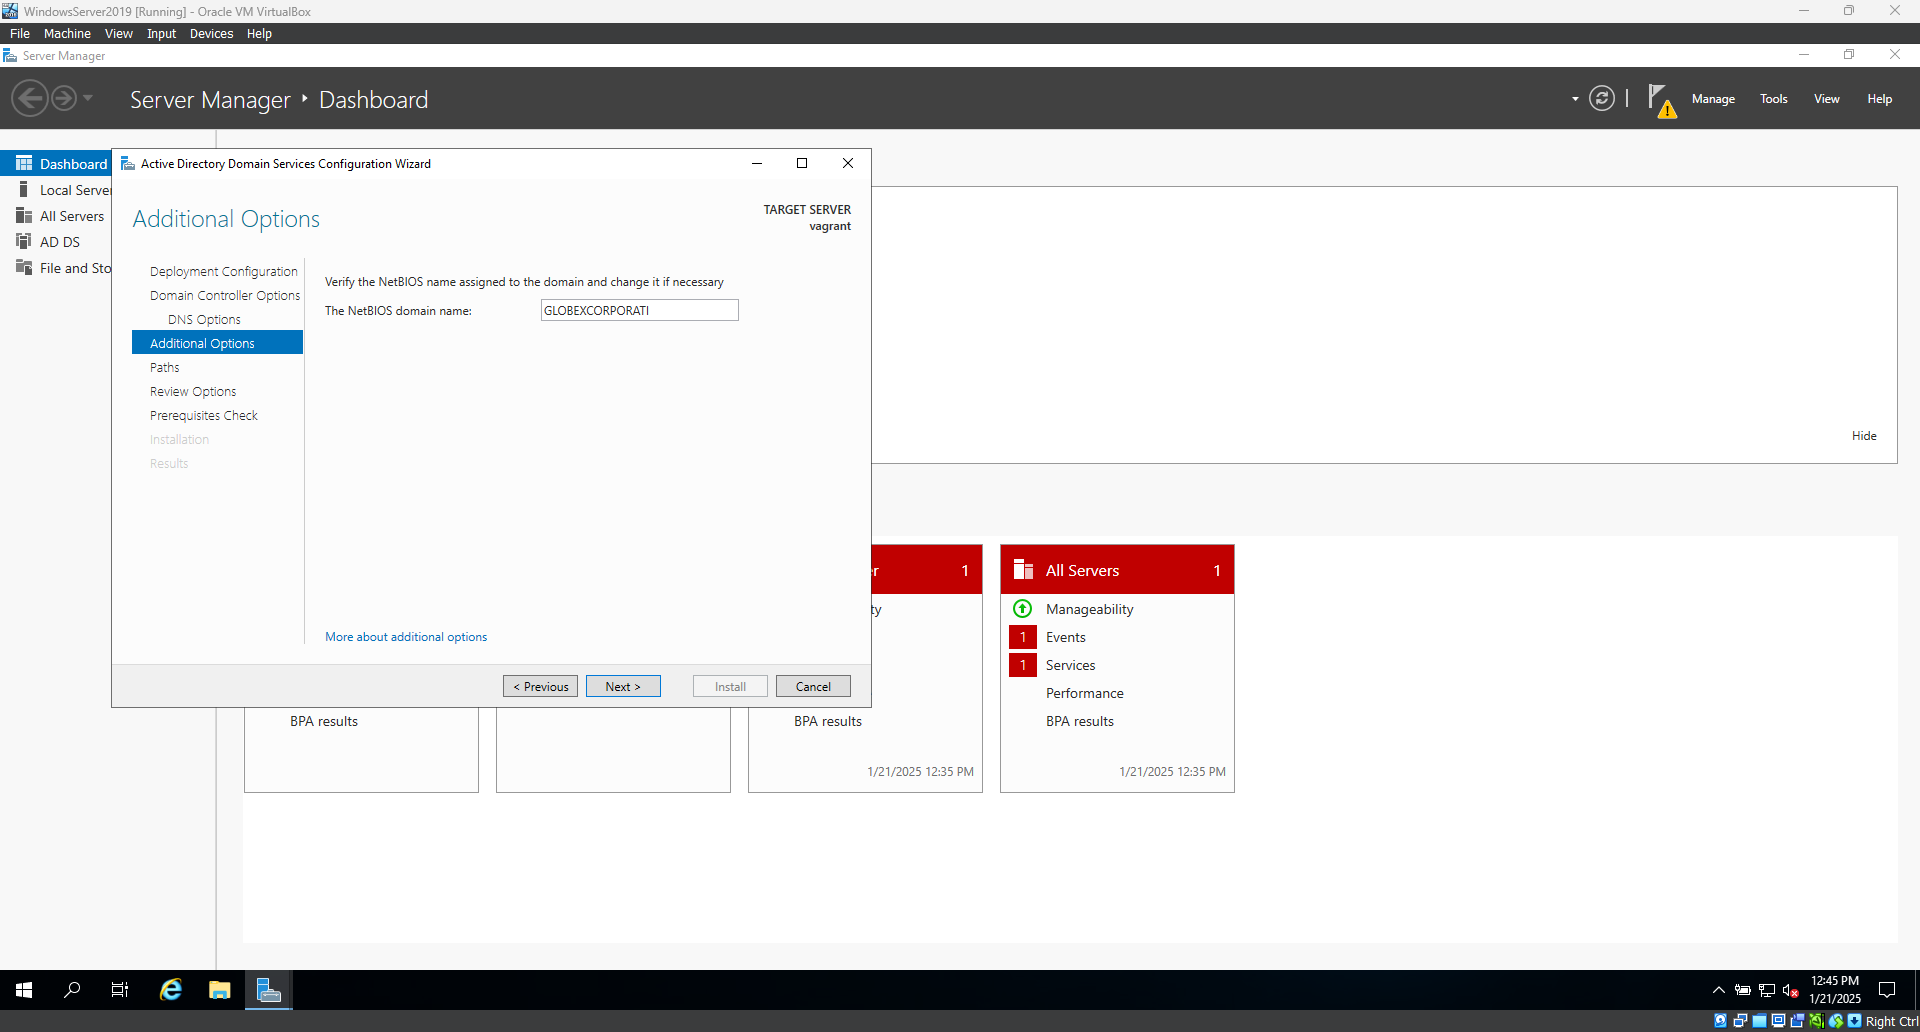 WindowsServer2019 [Running] - Oracle VM VirtualBox
File Machine View Input Devices Help
Server Manager
Server Manager ‣ Dashboard
Manage Tools View Help
Dashboard
Local Server
All Servers
AD DS
File and Sto
Active Directory Domain Services Configuration Wizard
Additional Options
TARGET SERVER
vagrant
Deployment Configuration
Domain Controller Options
DNS Options
Additional Options
Paths
Review Options
Prerequisites Check
Installation
Results
Verify the NetBIOS name assigned to the domain and change it if necessary
The NetBIOS domain name: GLOBEXCORPORATI
More about additional options
< Previous Next > Install Cancel
Hide
r 1
ty
BPA results
BPA results
1/21/2025 12:35 PM
All Servers 1
Manageability
1 Events
1 Services
Performance
BPA results
1/21/2025 12:35 PM
12:45 PM
1/21/2025
Right Ctrl